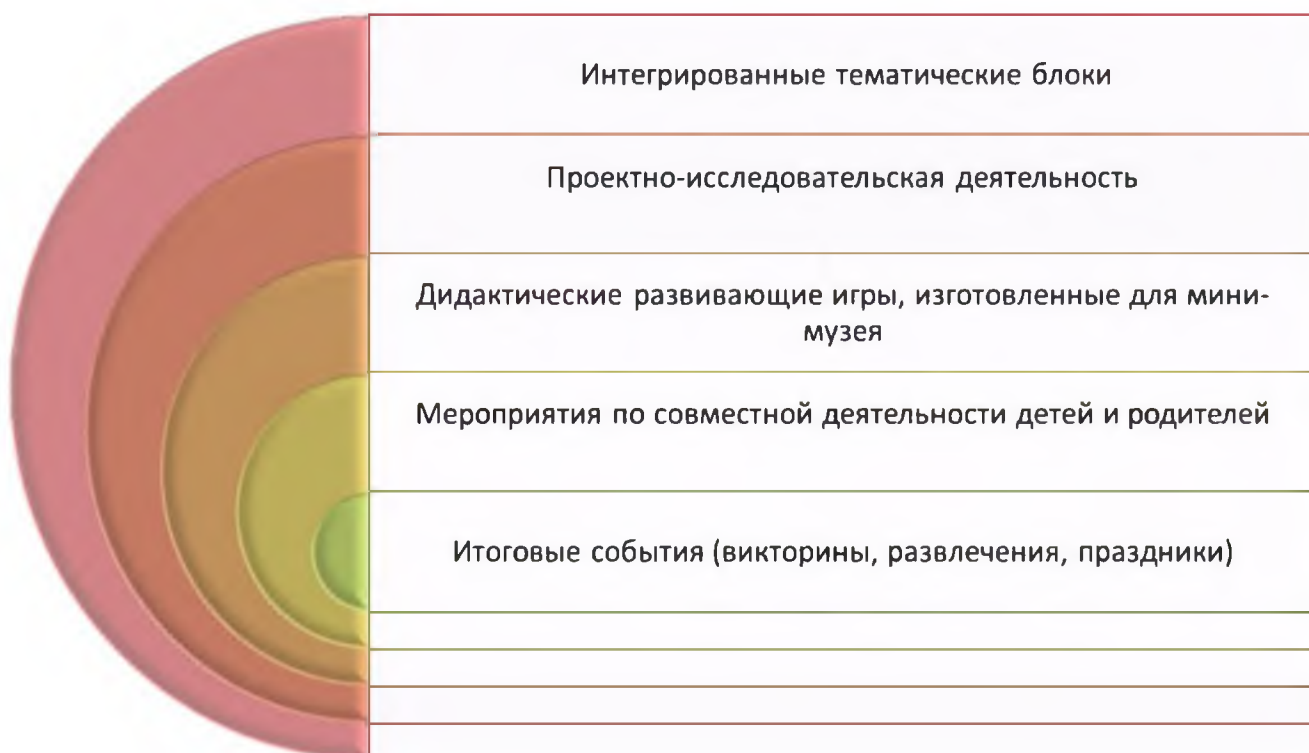 Интегрированные тематические блоки
Проектно-исследовательская деятельность
Дидактические развивающие игры, изготовленные для мини-
музея
Мероприятия по совместной деятельности детей и родителей
Итоговые события (викторины, развлечения, праздники)